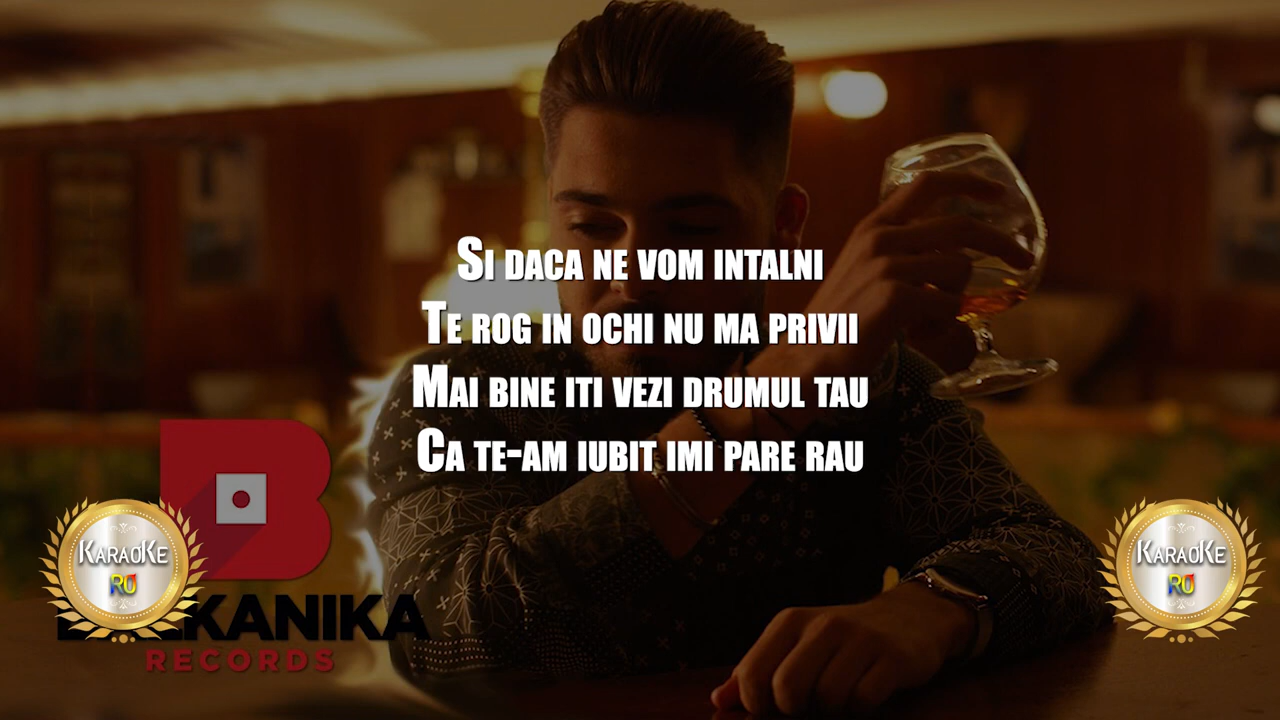 Si daca ne vom intalni
Te rog in ochi nu ma privii
Mai bine iti vezi drumul tau
Ca te-am iubit imi pare rau
KaraoKe
RO
KANIKA
RECORDS
KaraoKe
RO